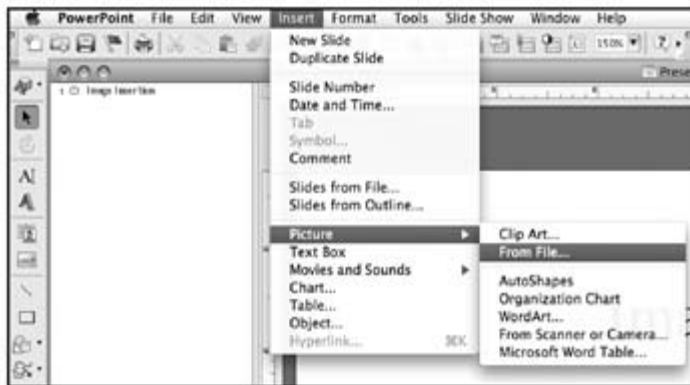 PowerPoint File Edit View Insert Format Tools Slide Show Window Help
150%
Prese
1 Image Insertion
New Slide
Duplicate Slide
Slide Number
Date and Time...
Tab
Symbol...
Comment
Slides from File...
Slides from Outline...
Picture
Text Box
Movies and Sounds
Chart...
Table...
Object...
Hyperlink... ⌘K
Clip Art...
From File...
AutoShapes
Organization Chart
WordArt...
From Scanner or Camera...
Microsoft Word Table...